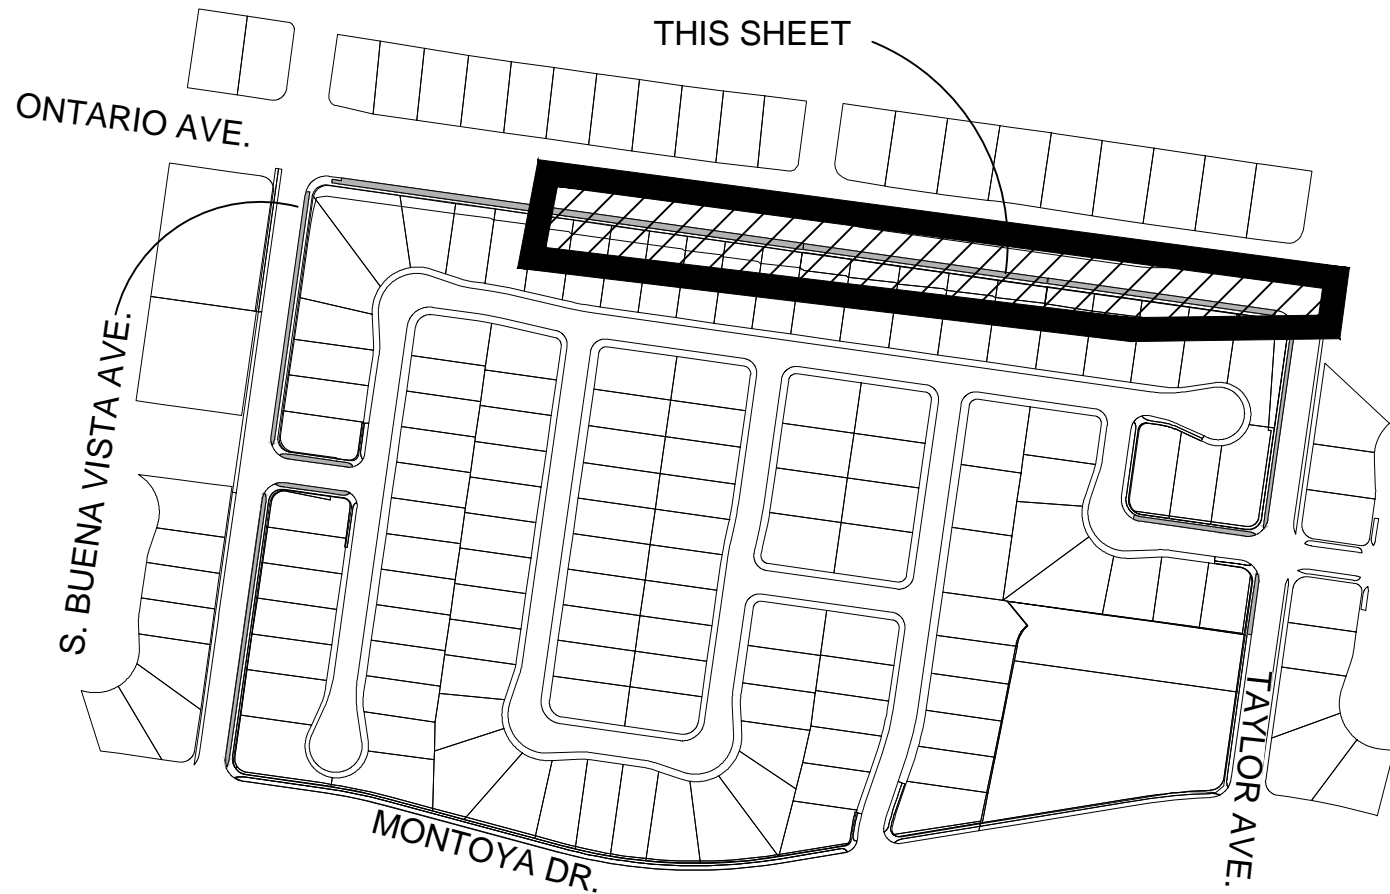 THIS SHEET
ONTARIO AVE.
S. BUENA VISTA AVE.
TAYLOR AVE.
MONTOYA DR.